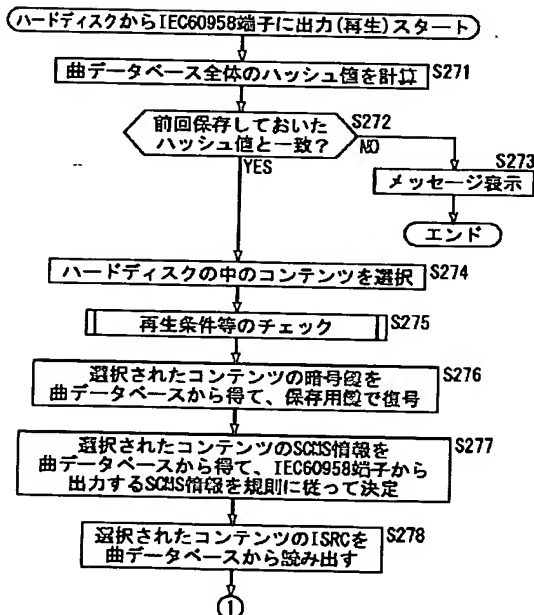 ハードディスクからIEC60958端子に出力(再生)スタート
曲データベース全体のハッシュ値を計算 S271
前回保存しておいた
ハッシュ値と一致?
S272
NO
YES
S273
メッセージ表示
エンド
ハードディスクの中のコンテンツを選択 S274
再生条件等のチェック S275
選択されたコンテンツの暗号鍵を
曲データベースから得て、保存用鍵で復号
S276
選択されたコンテンツのSCMS情報を
曲データベースから得て、IEC60958端子から
出力するSCMS情報を規則に従って決定
S277
選択されたコンテンツのISRCを
曲データベースから読み出す
S278
1